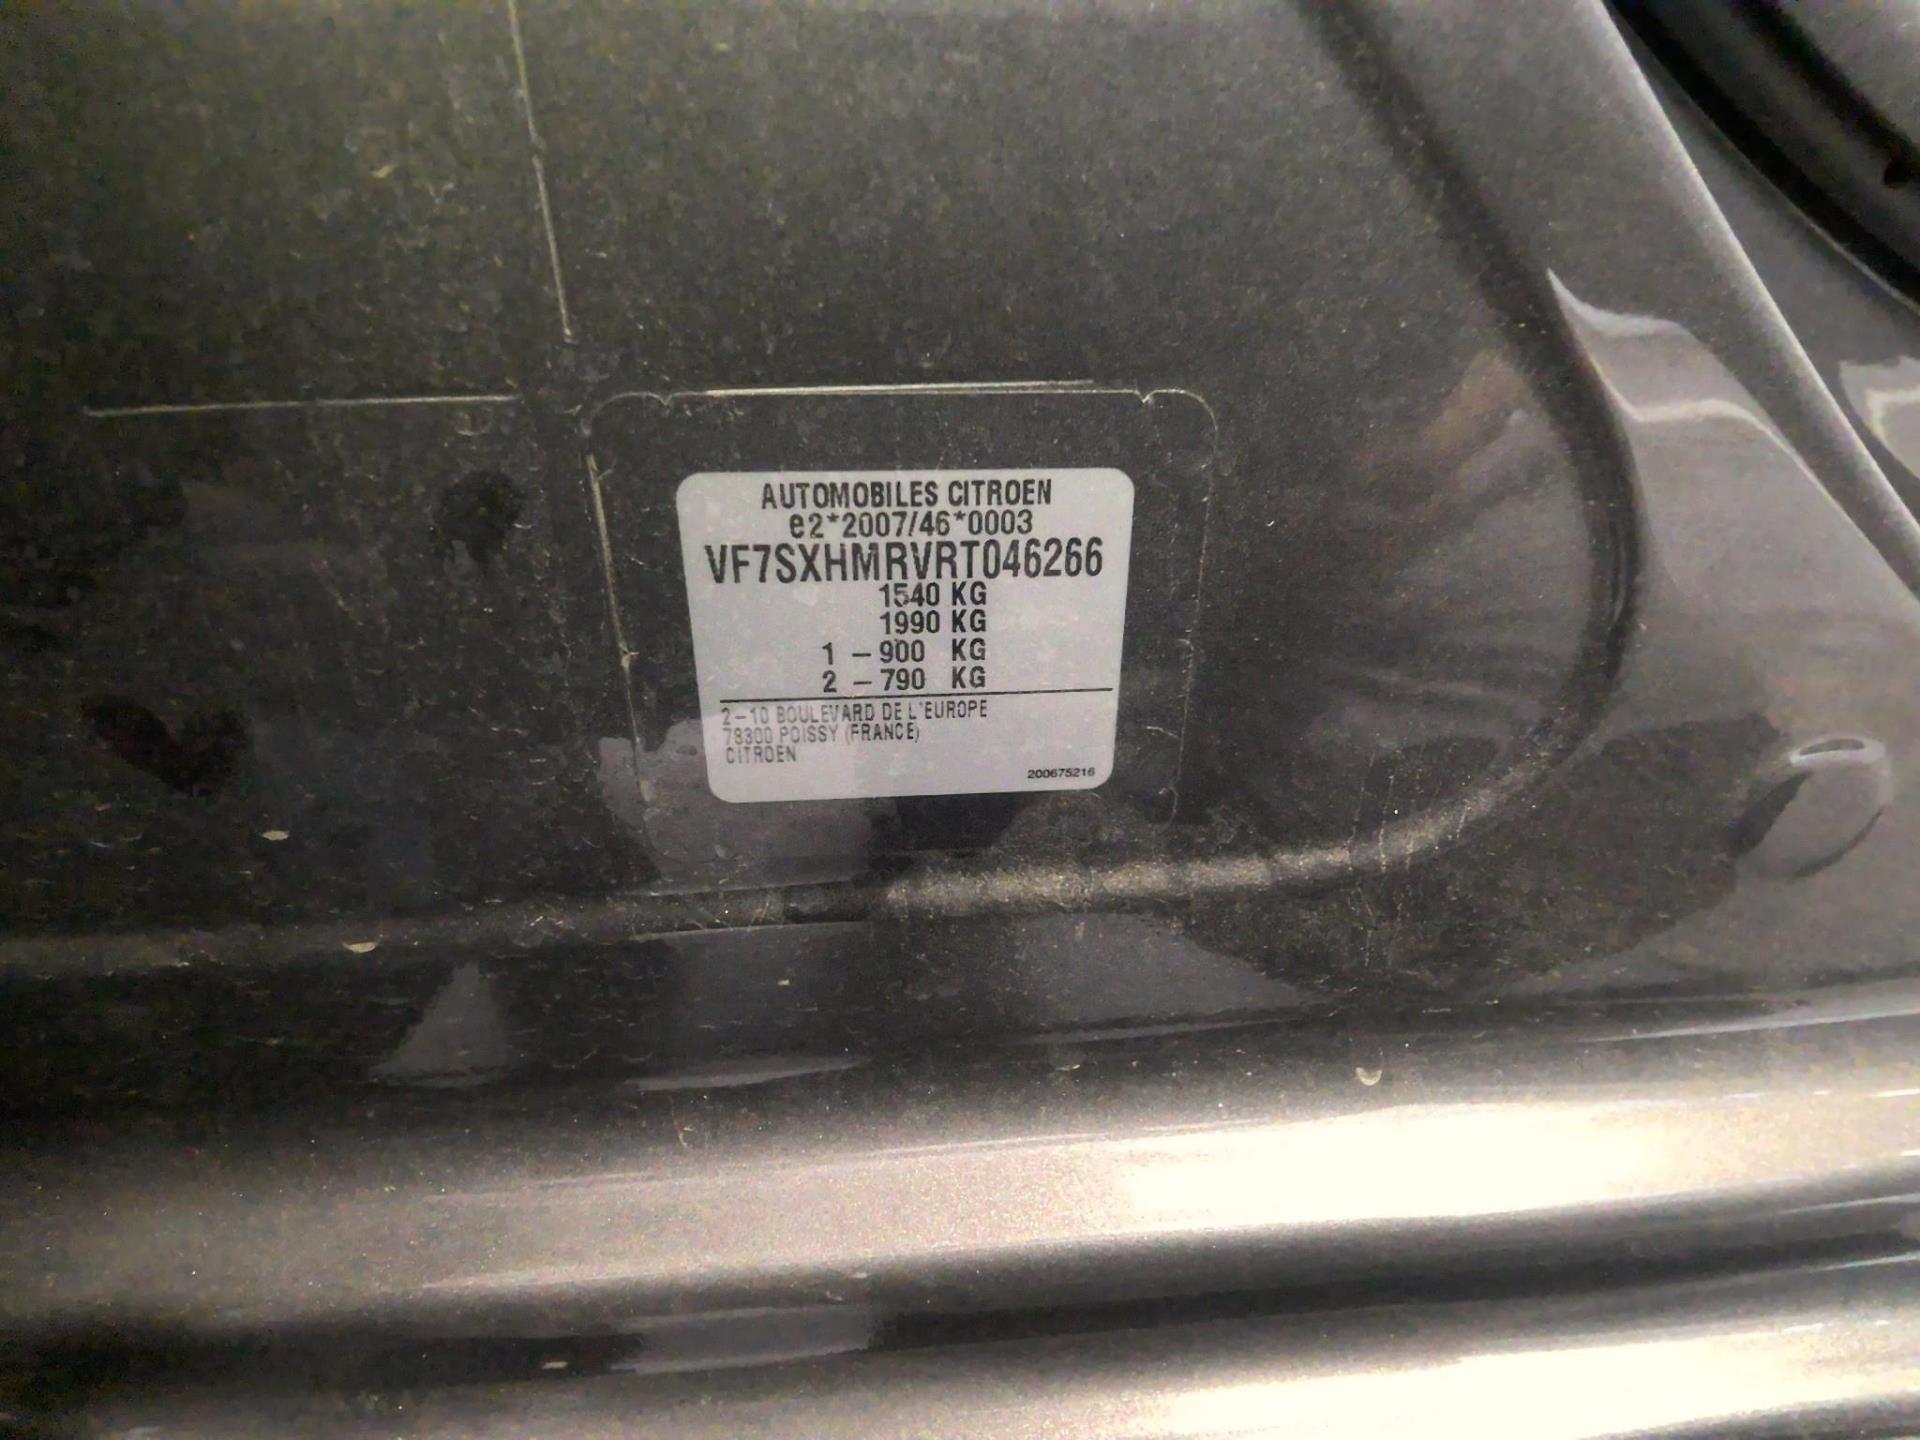 AUTOMOBILES CITROEN
e2*2007/46*0003
VF7SXHMRVRT046266
1540 KG
1990 KG
1 - 900 KG
2 - 790 KG
2-10 BOULEVARD DE L'EUROPE
78300 POISSY (FRANCE)
CITROEN
200675216